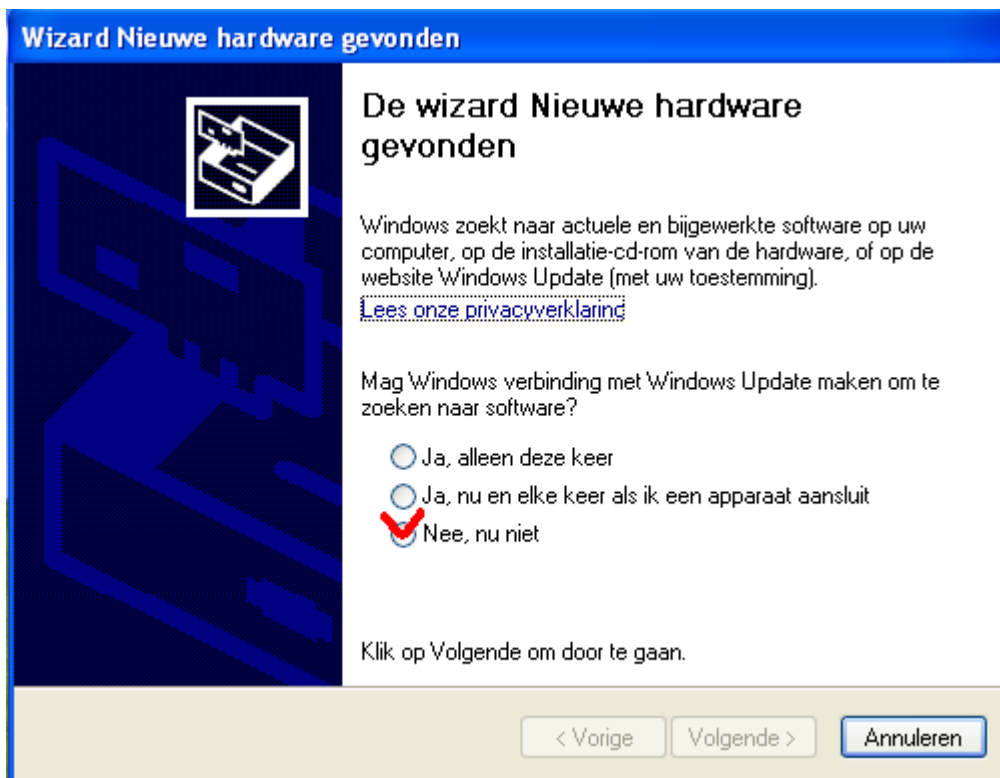 Wizard Nieuwe hardware gevonden
De wizard Nieuwe hardware
gevonden
Windows zoekt naar actuele en bijgewerkte software op uw
computer, op de installatie-cd-rom van de hardware, of op de
website Windows Update (met uw toestemming).
Lees onze privacyverklaring
Mag Windows verbinding met Windows Update maken om te
zoeken naar software?
Ja, alleen deze keer
Ja, nu en elke keer als ik een apparaat aansluit
Nee, nu niet
Klik op Volgende om door te gaan.
< Vorige
Volgende >
Annuleren